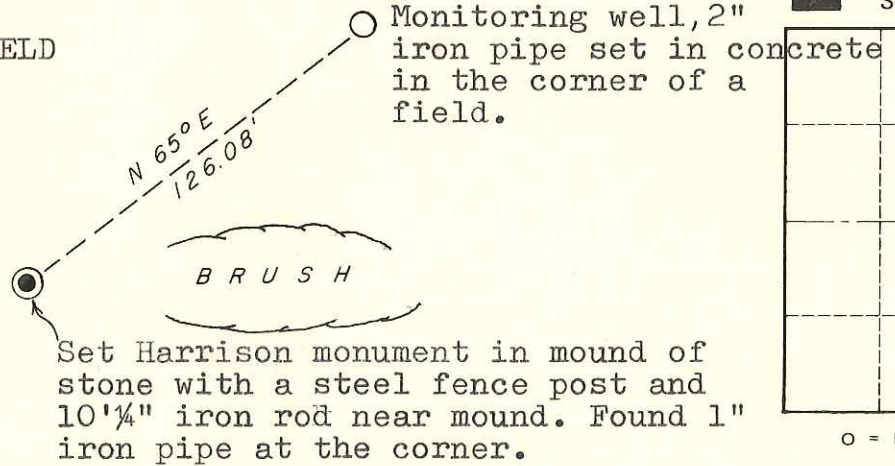 ELD
Monitoring well, 2"
iron pipe set in concrete
in the corner of a
field.
S
N 65° E
126.08'
BRUSH
Set Harrison monument in mound of
stone with a steel fence post and
10'¼" iron rod near mound. Found 1"
iron pipe at the corner.
O =